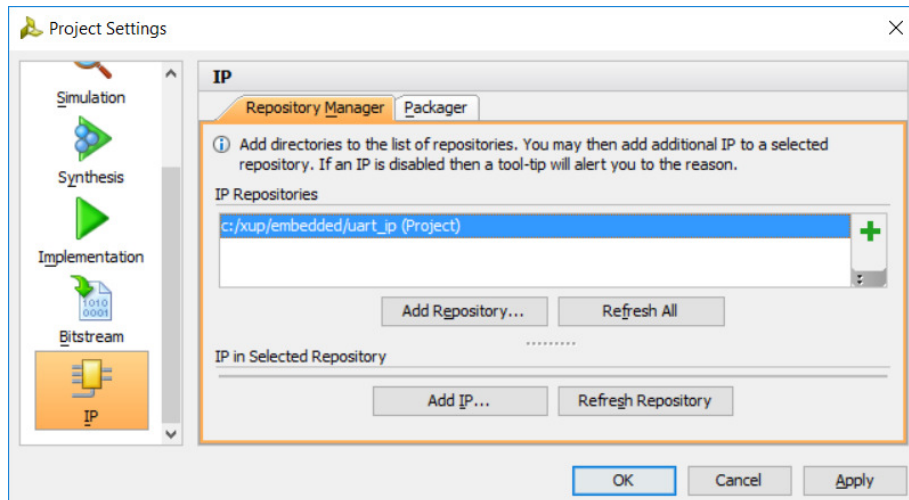 Project Settings
Simulation
Synthesis
Implementation
1010
0001
Bitstream
IP
IP
Repository Manager
Packager
Add directories to the list of repositories. You may then add additional IP to a selected
repository. If an IP is disabled then a tool-tip will alert you to the reason.
IP Repositories
c:/xup/embedded/uart_ip (Project)
Add Repository...
Refresh All
IP in Selected Repository
Add IP...
Refresh Repository
OK
Cancel
Apply